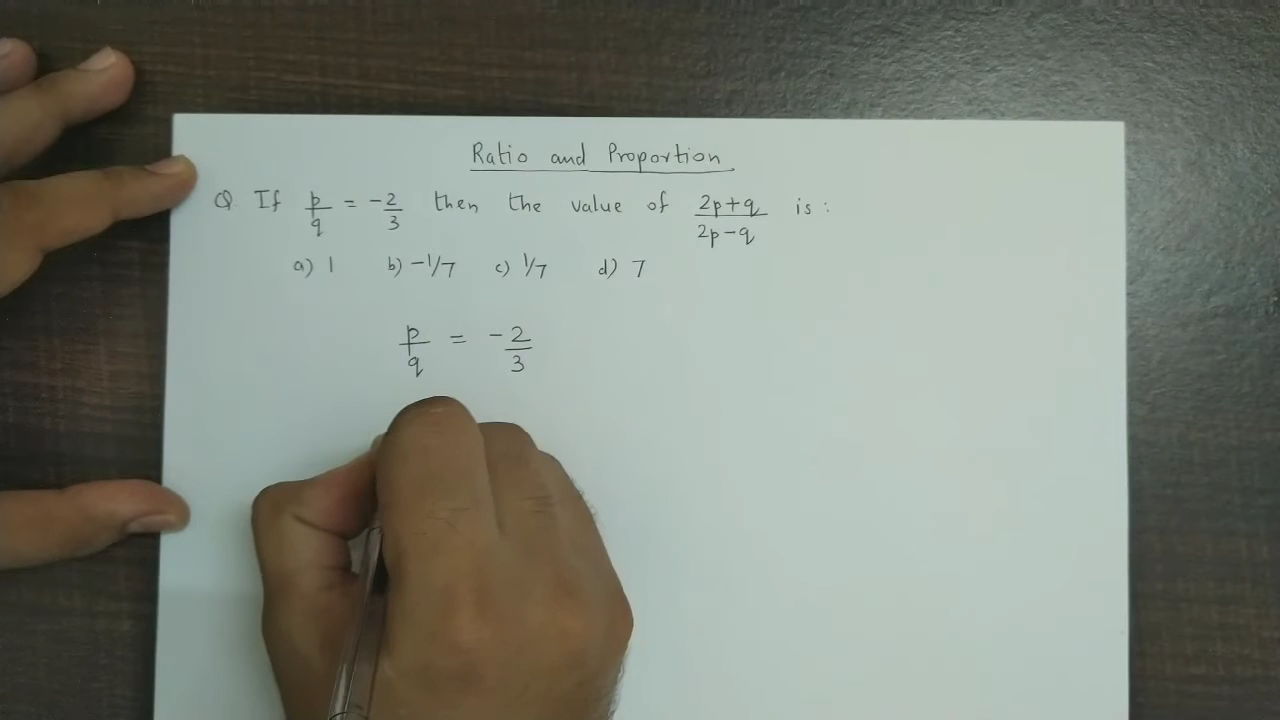 Ratio and Proportion
Q If p/q = -2/3 then the value of 2p+q/2p-q is:
a) 1 b) -1/7 c) 1/7 d) 7
p/q = -2/3